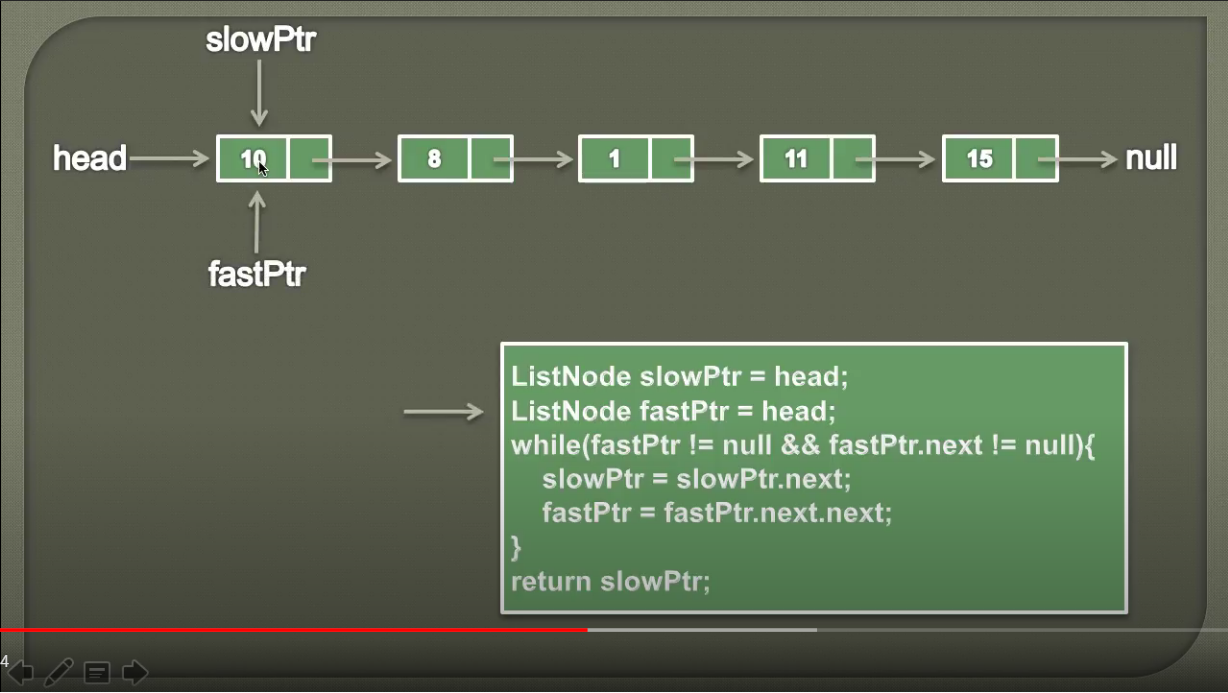 slowPtr
head 10 8 1 11 15 null
fastPtr
ListNode slowPtr = head;
ListNode fastPtr = head;
while(fastPtr != null && fastPtr.next != null){
slowPtr = slowPtr.next;
fastPtr = fastPtr.next.next;
}
return slowPtr;
4